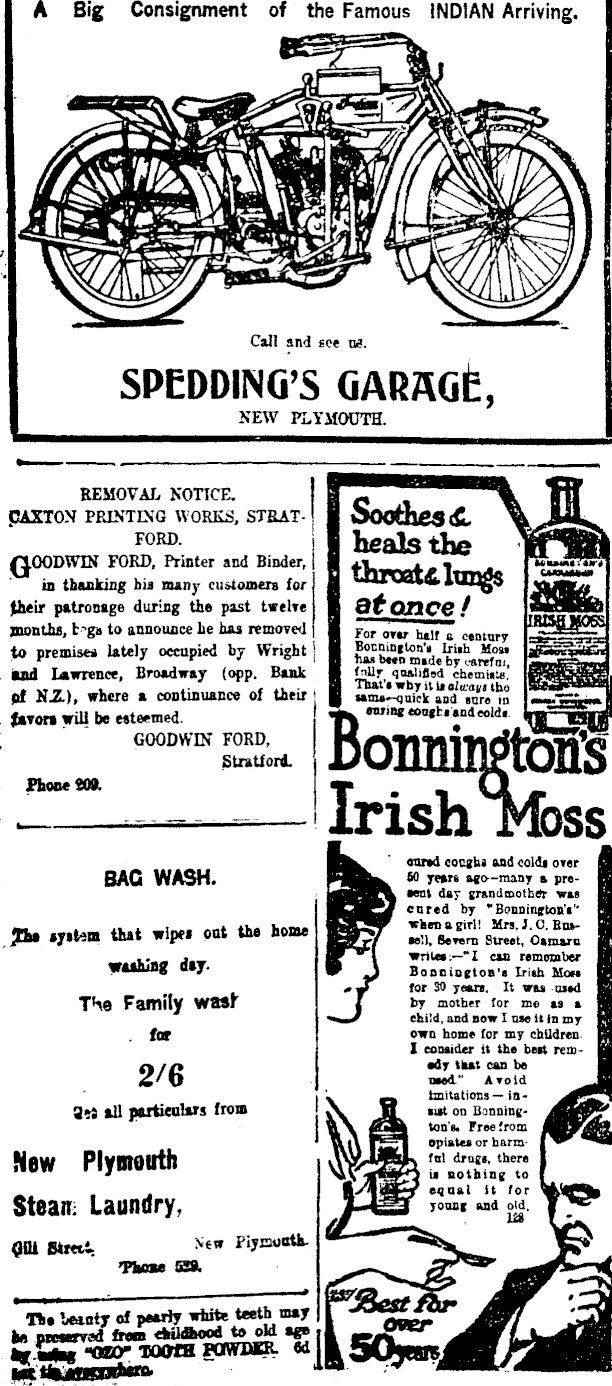 A Big Consignment of the Famous INDIAN Arriving.
Indian
Call and see us.
SPEDDING'S GARAGE,
NEW PLYMOUTH.
REMOVAL NOTICE.
CAXTON PRINTING WORKS, STRAT-
FORD.
GOODWIN FORD, Printer and Binder,
in thanking his many customers for
their patronage during the past twelve
months, begs to announce he has removed
to premises lately occupied by Wright
and Lawrence, Broadway (opp. Bank
of N.Z.), where a continuance of their
favors will be esteemed.
GOODWIN FORD,
Stratford.
Phone 209.
BAG WASH.
The system that wipes out the home
washing day.
The Family wash
for
2/6
Get all particulars from
New Plymouth
Steam Laundry,
Gill Street, New Plymouth.
'Phone 539.
The beauty of pearly white teeth may
be preserved from childhood to old age
by using "OZO" TOOTH POWDER. 6d
Soothes &
heals the
throat & lungs
at once!
For over half a century
Bonnington's Irish Moss
has been made by careful,
fully qualified chemists.
That's why it is always the
same—quick and sure in
curing coughs and colds.
BONNINGTON'S
CARRAGEEN
IRISH MOSS
Bonnington's
Irish Moss
cured coughs and colds over
50 years ago—many a pre-
sent day grandmother was
cured by "Bonnington's"
when a girl! Mrs. J. C. Rus-
sell, Severn Street, Oamaru
writes:—"I can remember
Bonnington's Irish Moss
for 30 years. It was used
by mother for me as a
child, and now I use it in my
own home for my children.
I consider it the best rem-
edy that can be
used." Avoid
imitations — in-
sist on Bonning-
ton's. Free from
opiates or harm-
ful drugs, there
is nothing to
equal it for
young and old.
128
Best for
over
50 years